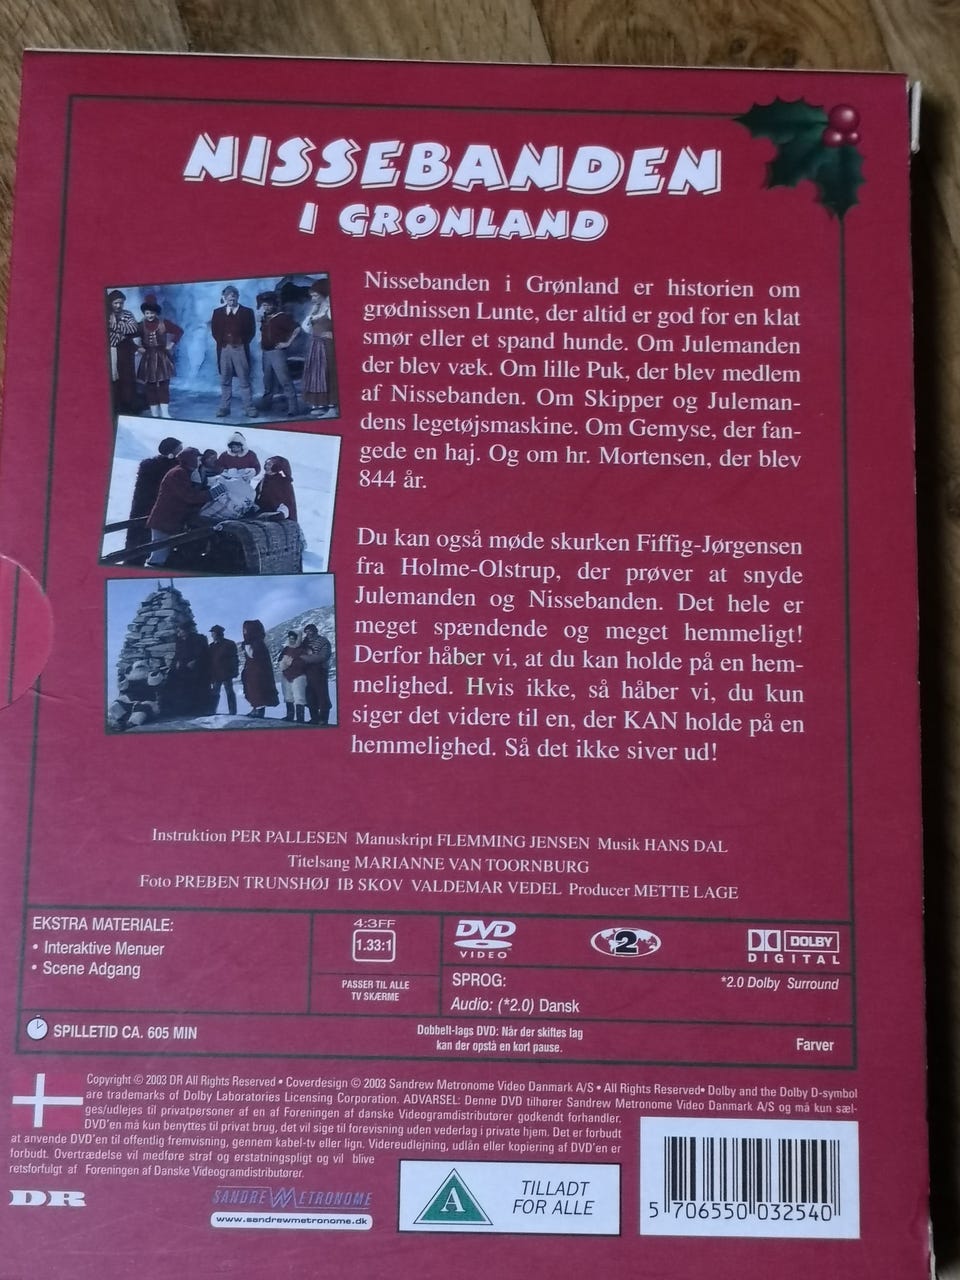 NISSEBANDEN
I GRØNLAND
Nissebanden i Grønland er historien om
grødnissen Lunte, der altid er god for en klat
smør eller et spand hunde. Om Julemanden
der blev væk. Om lille Puk, der blev medlem
af Nissebanden. Om Skipper og Juleman-
dens legetøjsmaskine. Om Gemyse, der fan-
gede en haj. Og om hr. Mortensen, der blev
844 år.
Du kan også møde skurken Fiffig-Jørgensen
fra Holme-Olstrup, der prøver at snyde
Julemanden og Nissebanden. Det hele er
meget spændende og meget hemmeligt!
Derfor håber vi, at du kan holde på en hem-
melighed. Hvis ikke, så håber vi, du kun
siger det videre til en, der KAN holde på en
hemmelighed. Så det ikke siver ud!
Instruktion PER PALLESEN Manuskript FLEMMING JENSEN Musik HANS DAL
Titelsang MARIANNE VAN TOORNBURG
Foto PREBEN TRUNSHØJ IB SKOV VALDEMAR VEDEL Producer METTE LAGE
EKSTRA MATERIALE:
• Interaktive Menuer
• Scene Adgang
4:3FF
1.33:1
PASSER TIL ALLE
TV SKÆRME
DVD
VIDEO™
2
DOLBY
DIGITAL
SPROG:
*2.0 Dolby Surround
Audio: (*2.0) Dansk
SPILLETID CA. 605 MIN
Dobbelt-lags DVD: Når der skiftes lag
kan der opstå en kort pause.
Farver
Copyright © 2003 DR All Rights Reserved • Coverdesign © 2003 Sandrew Metronome Video Danmark A/S • All Rights Reserved• Dolby and the Dolby D-symbol
are trademarks of Dolby Laboratories Licensing Corporation. ADVARSEL: Denne DVD tilhører Sandrew Metronome Video Danmark A/S og må kun sæl-
ges/udlejes til privatpersoner af en af Foreningen af danske Videogramdistributører godkendt forhandler.
DVD'en må kun benyttes til privat brug, det vil sige til forevisning uden vederlag i private hjem. Det er forbudt
at anvende DVD'en til offentlig fremvisning, gennem kabel-tv eller lign. Videreudlejning, udlån eller kopiering af DVD'en er
forbudt. Overtrædelse vil medføre straf og erstatningspligt og vil blive
retsforfulgt af Foreningen af Danske Videogramdistributører.
DR
SANDREW METRONOME
www.sandrewmetronome.dk
A
TILLADT
FOR ALLE
5 706550 032540